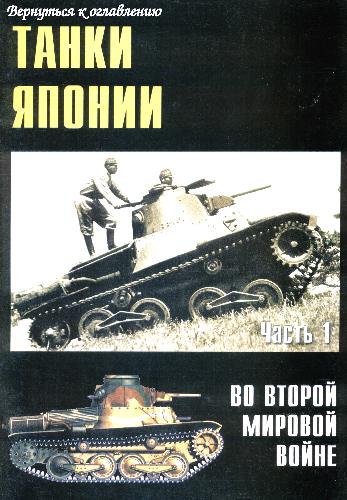 Вернуться к оглавлению
ТАНКИ
ЯПОНИИ
Часть 1
ВО ВТОРОЙ
МИРОВОЙ
ВОЙНЕ